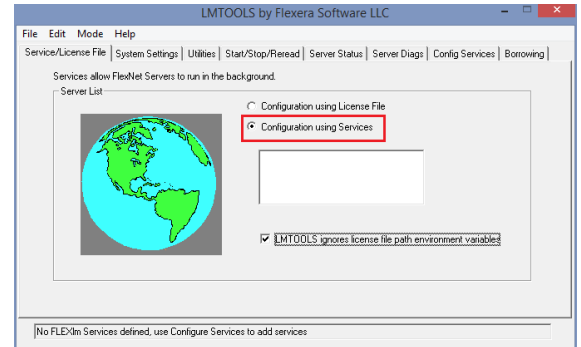 LMTOOLS by Flexera Software LLC
File Edit Mode Help
Service/License File System Settings Utilities Start/Stop/Reread Server Status Server Diags Config Services Borrowing
Services allow FlexNet Servers to run in the background.
Server List
Configuration using License File
Configuration using Services
LMTOOLS ignores license file path environment variables
No FLEXlm Services defined, use Configure Services to add services